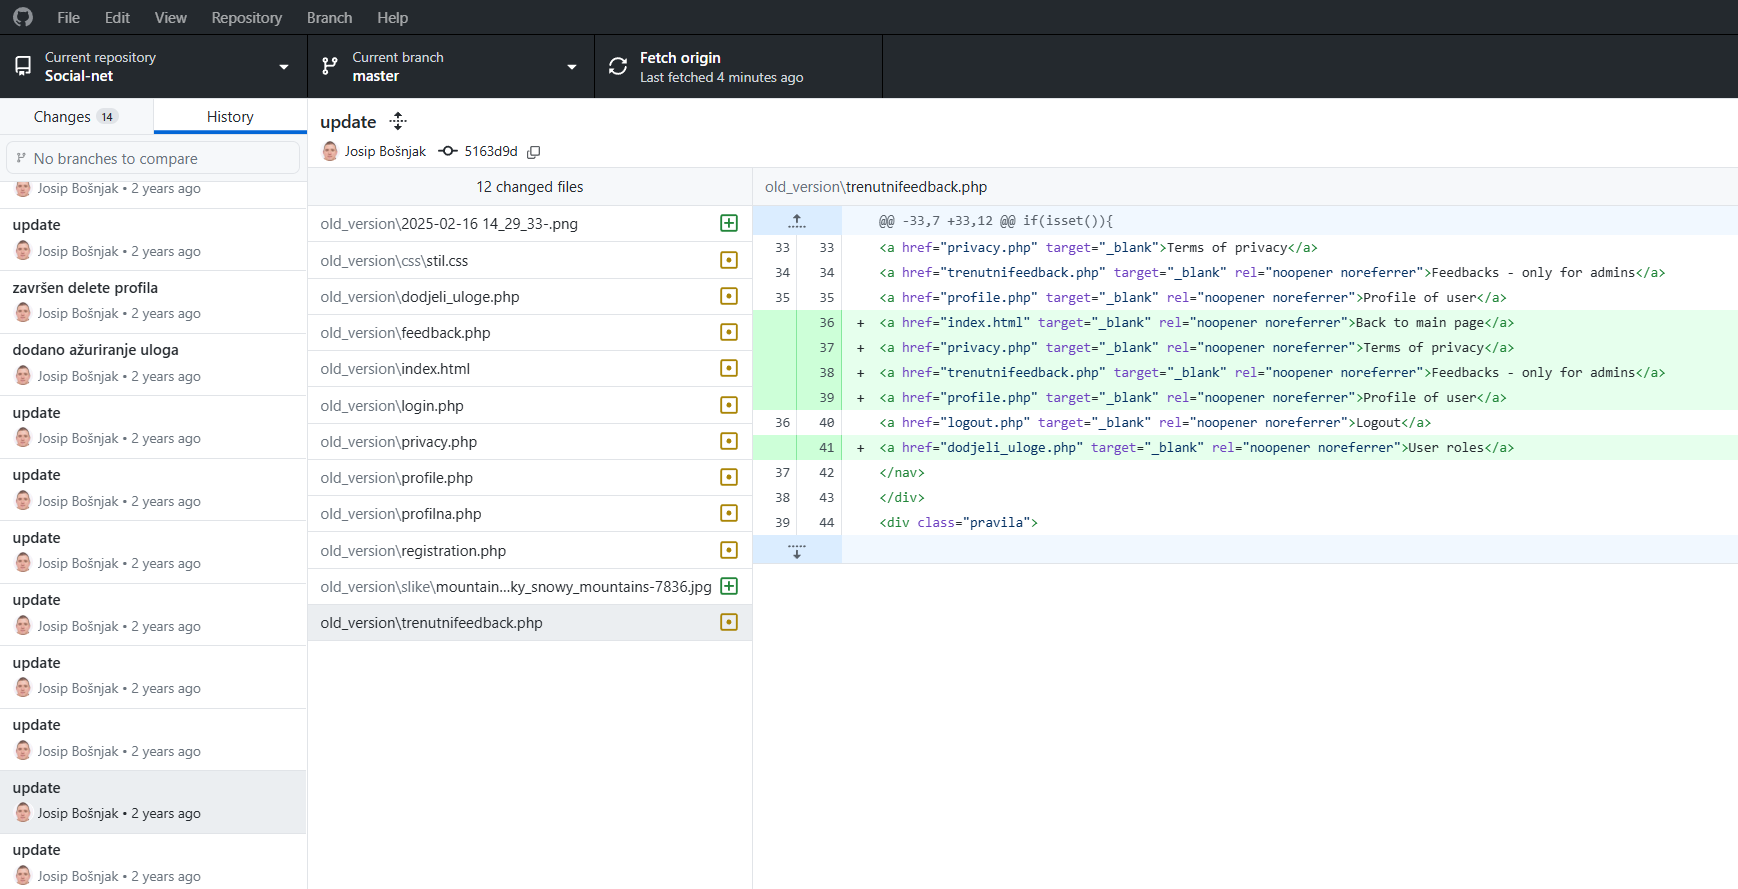 File Edit View Repository Branch Help
Current repository
Social-net
Current branch
master
Fetch origin
Last fetched 4 minutes ago
Changes 14
History
No branches to compare
Josip Bošnjak • 2 years ago
update
Josip Bošnjak • 2 years ago
završen delete profila
Josip Bošnjak • 2 years ago
dodano ažuriranje uloga
Josip Bošnjak • 2 years ago
update
Josip Bošnjak • 2 years ago
update
Josip Bošnjak • 2 years ago
update
Josip Bošnjak • 2 years ago
update
Josip Bošnjak • 2 years ago
update
Josip Bošnjak • 2 years ago
update
Josip Bošnjak • 2 years ago
update
Josip Bošnjak • 2 years ago
update
Josip Bošnjak • 2 years ago
update
Josip Bošnjak 5163d9d
12 changed files
old_version\2025-02-16 14_29_33-.png
old_version\css\stil.css
old_version\dodjeli_uloge.php
old_version\feedback.php
old_version\index.html
old_version\login.php
old_version\privacy.php
old_version\profile.php
old_version\profilna.php
old_version\registration.php
old_version\slike\mountain...ky_snowy_mountains-7836.jpg
old_version\trenutnifeedback.php
old_version\trenutnifeedback.php
@@ -33,7 +33,12 @@ if(isset()){
33 33 <a href="privacy.php" target="_blank">Terms of privacy</a>
34 34 <a href="trenutnifeedback.php" target="_blank" rel="noopener noreferrer">Feedbacks - only for admins</a>
35 35 <a href="profile.php" target="_blank" rel="noopener noreferrer">Profile of user</a>
36 + <a href="index.html" target="_blank" rel="noopener noreferrer">Back to main page</a>
37 + <a href="privacy.php" target="_blank" rel="noopener noreferrer">Terms of privacy</a>
38 + <a href="trenutnifeedback.php" target="_blank" rel="noopener noreferrer">Feedbacks - only for admins</a>
39 + <a href="profile.php" target="_blank" rel="noopener noreferrer">Profile of user</a>
36 40 <a href="logout.php" target="_blank" rel="noopener noreferrer">Logout</a>
41 + <a href="dodjeli_uloge.php" target="_blank" rel="noopener noreferrer">User roles</a>
37 42 </nav>
38 43 </div>
39 44 <div class="pravila">